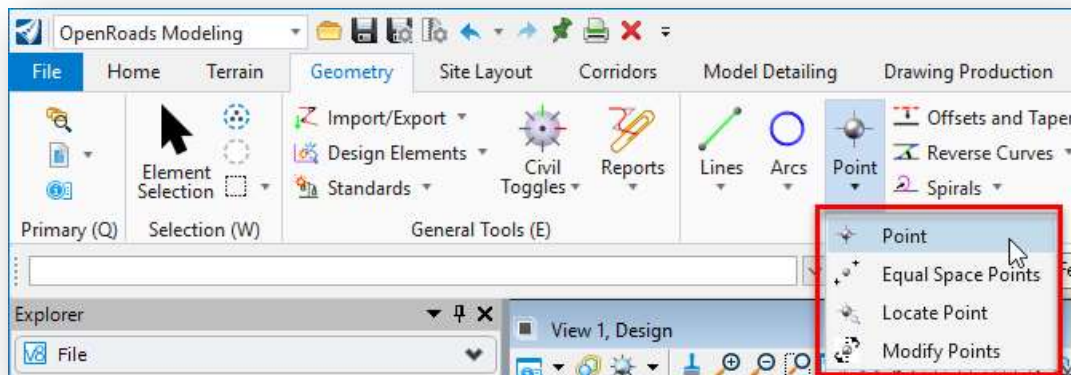 OpenRoads Modeling
File Home Terrain Geometry Site Layout Corridors Model Detailing Drawing Production
Import/Export
Design Elements
Standards
Element
Selection
Civil
Toggles
Reports
Lines
Arcs
Point
Offsets and Taper
Reverse Curves
Spirals
Primary (Q) Selection (W) General Tools (E)
Point
Equal Space Points
Locate Point
Modify Points
Explorer
V8 File
View 1, Design